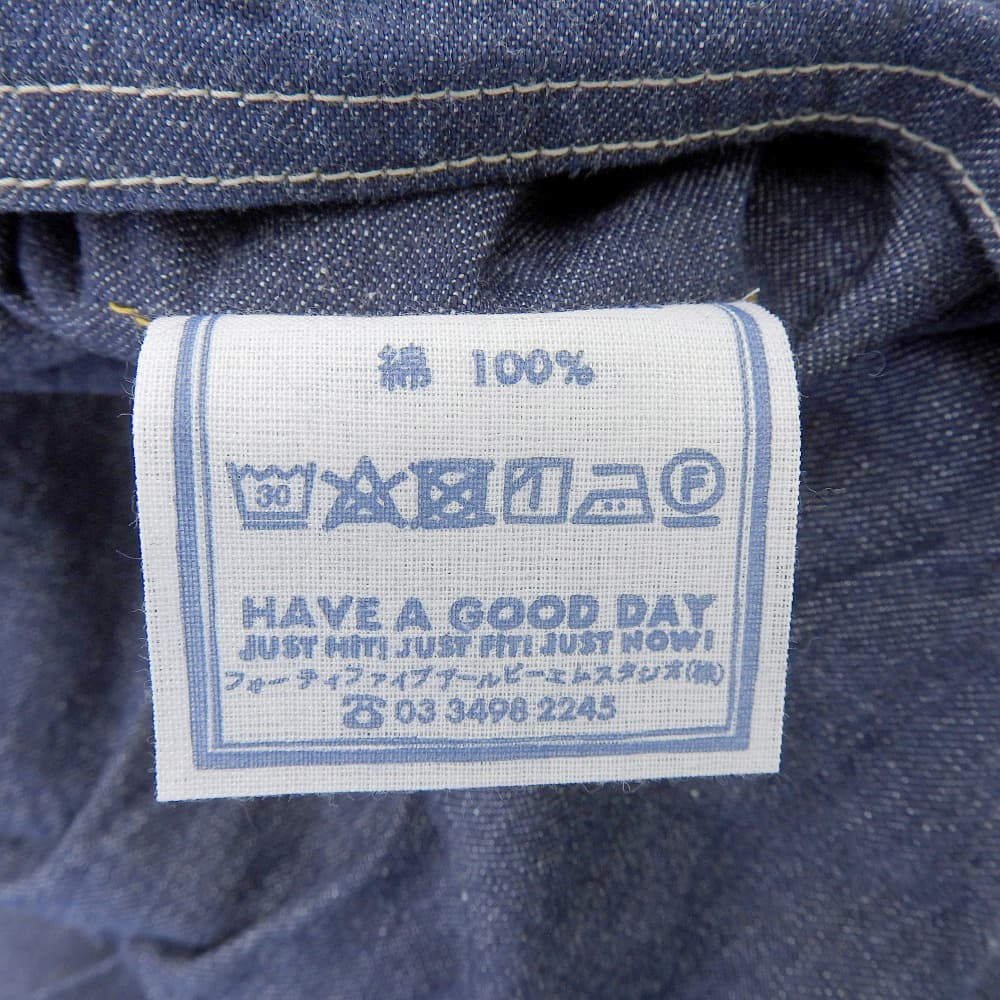 綿 100%
30 F
HAVE A GOOD DAY
JUST HIT! JUST FIT! JUST NOW!
フォーティファイブアールピーエムスタジオ(株)
☎ 03 3498 2245